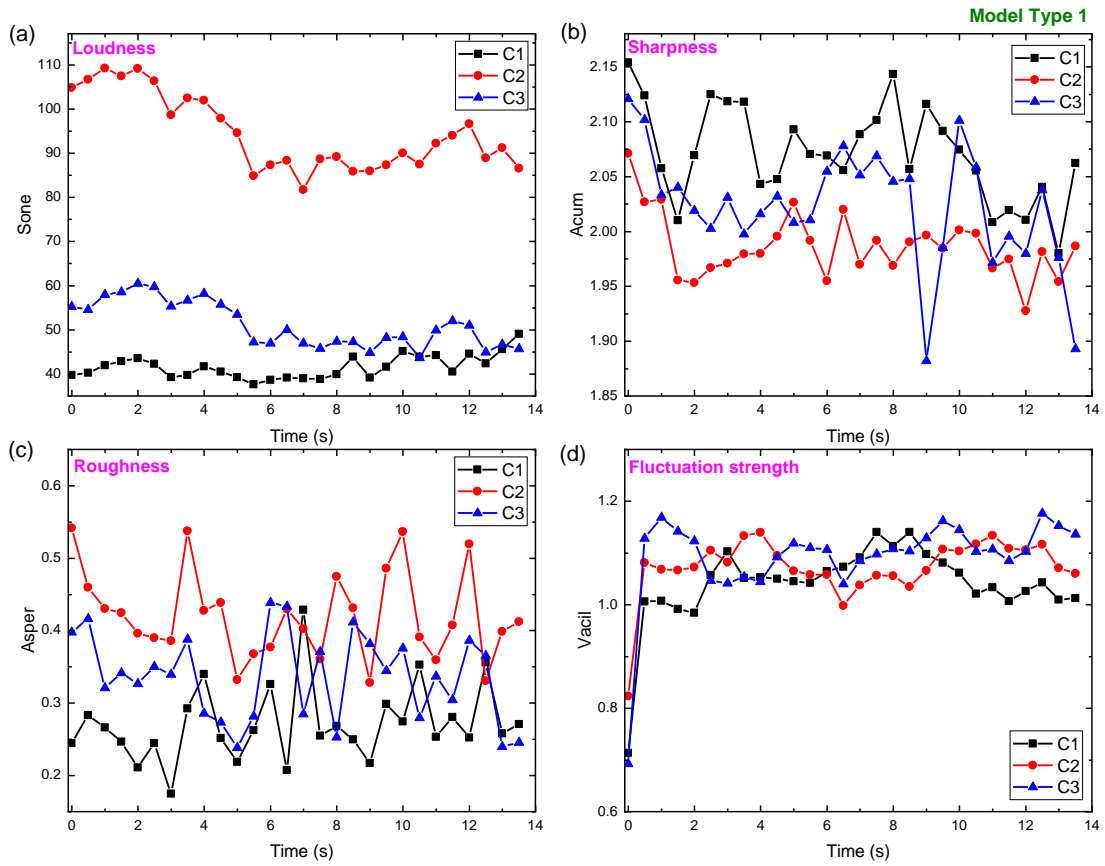 Model Type 1
(a)
Loudness
C1
C2
C3
110
100
90
80
70
60
50
40
Sone
0 2 4 6 8 10 12 14
Time (s)
(b)
Sharpness
C1
C2
C3
2.15
2.10
2.05
2.00
1.95
1.90
1.85
Acum
0 2 4 6 8 10 12 14
Time (s)
(c)
Roughness
C1
C2
C3
0.6
0.5
0.4
0.3
0.2
Asper
0 2 4 6 8 10 12 14
Time (s)
(d)
Fluctuation strength
1.2
1.0
0.8
0.6
Vacil
C1
C2
C3
0 2 4 6 8 10 12 14
Time (s)